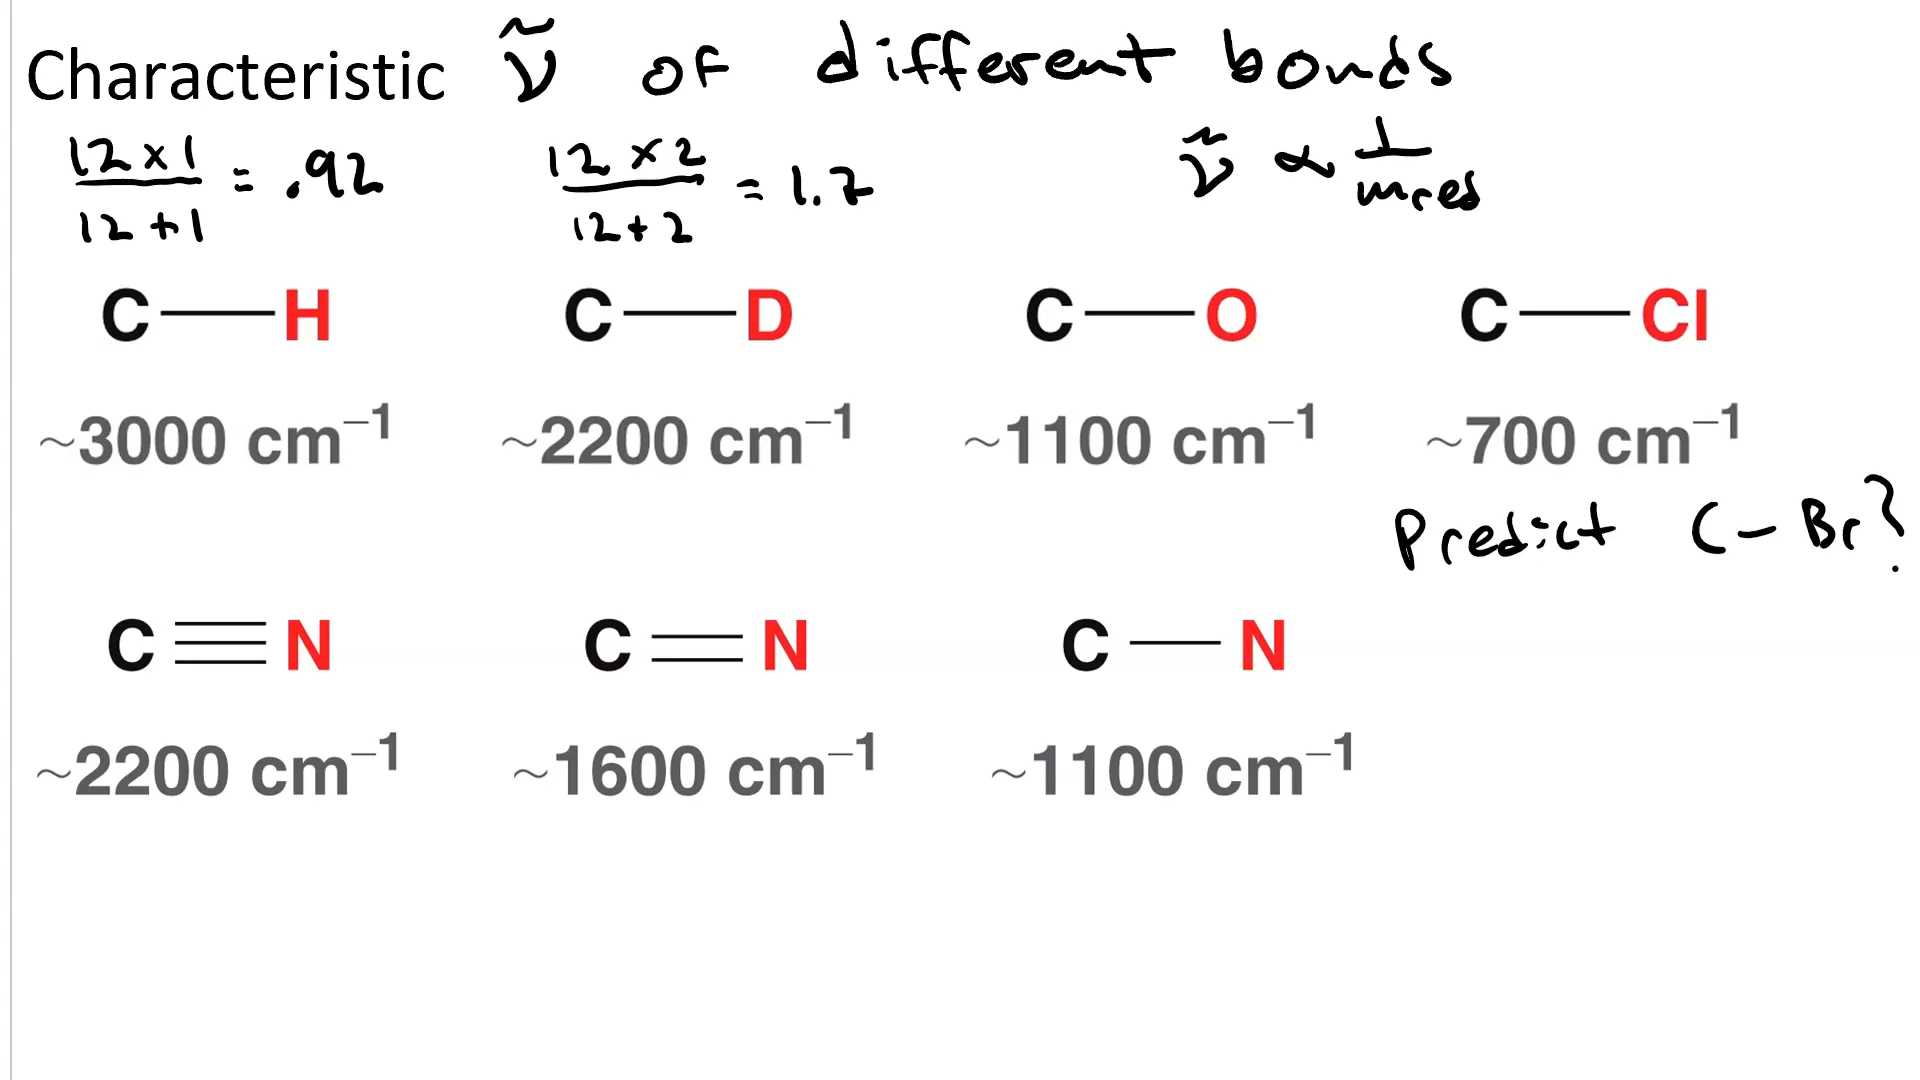 Characteristic ν̃ of different bonds
12 x 1 / 12 + 1 = .92   12 x 2 / 12 + 2 = 1.7   ν̃ ∝ 1 / mred
C—H   C—D   C—O   C—Cl
~3000 cm⁻¹   ~2200 cm⁻¹   ~1100 cm⁻¹   ~700 cm⁻¹
Predict C-Br?
C≡N   C=N   C—N
~2200 cm⁻¹   ~1600 cm⁻¹   ~1100 cm⁻¹